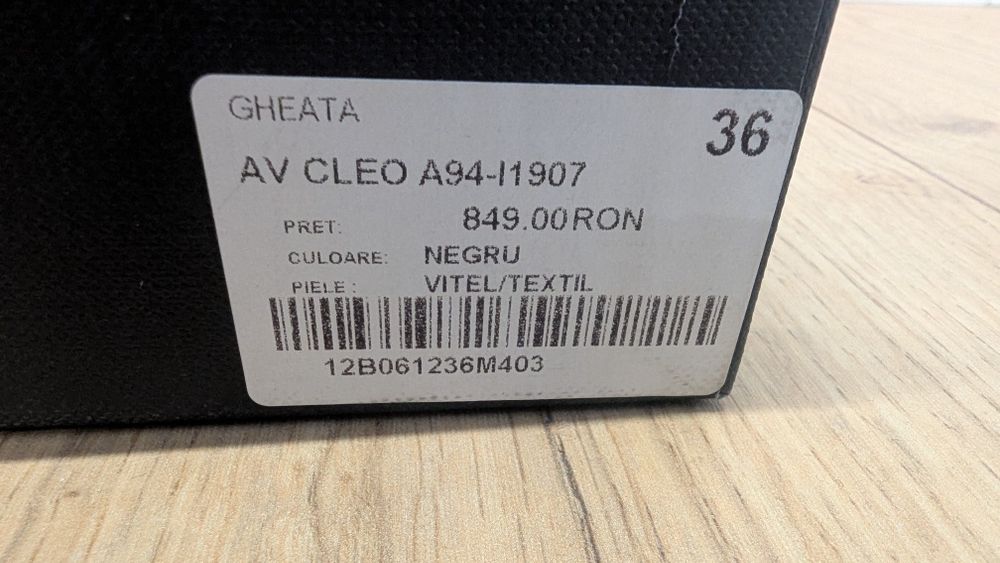 GHEATA
36
AV CLEO A94-I1907
PRET: 849.00RON
CULOARE: NEGRU
PIELE : VITEL/TEXTIL
12B061236M403